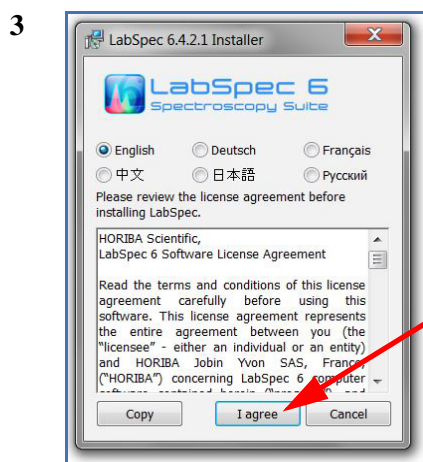 3
LabSpec 6.4.2.1 Installer
LabSpec 6
Spectroscopy Suite
English Deutsch Français
中文 日本語 Русский
Please review the license agreement before
installing LabSpec.
HORIBA Scientific,
LabSpec 6 Software License Agreement
Read the terms and conditions of this license
agreement carefully before using this
software. This license agreement represents
the entire agreement between you (the
"licensee" - either an individual or an entity)
and HORIBA Jobin Yvon SAS, France,
("HORIBA") concerning LabSpec 6 computer
Copy I agree Cancel